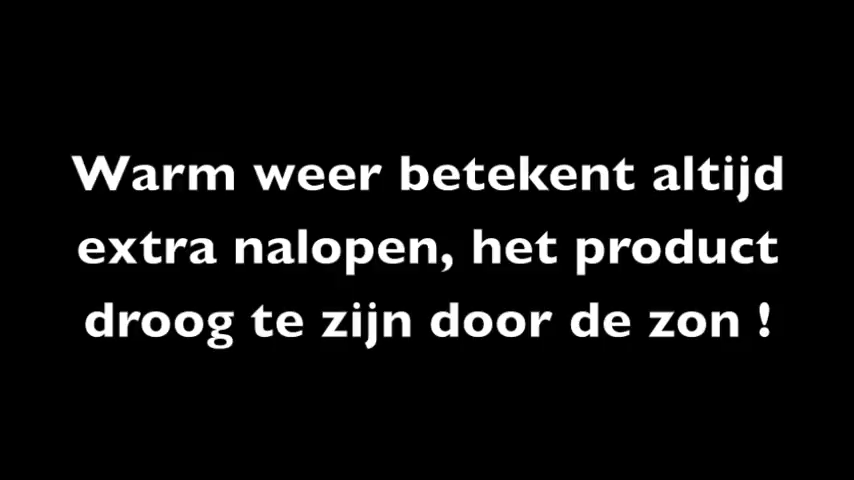 Warm weer betekent altijd
extra nalopen, het product
droog te zijn door de zon !